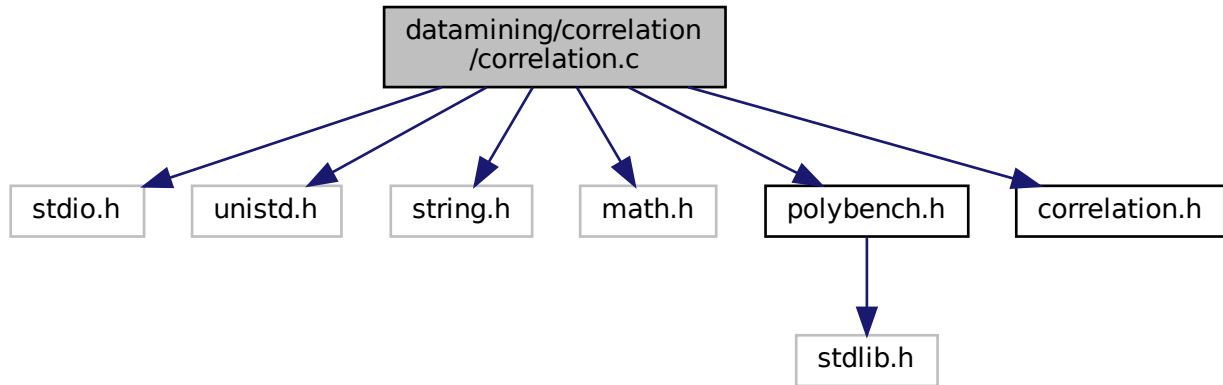 datamining/correlation
/correlation.c
stdio.h
unistd.h
string.h
math.h
polybench.h
correlation.h
stdlib.h